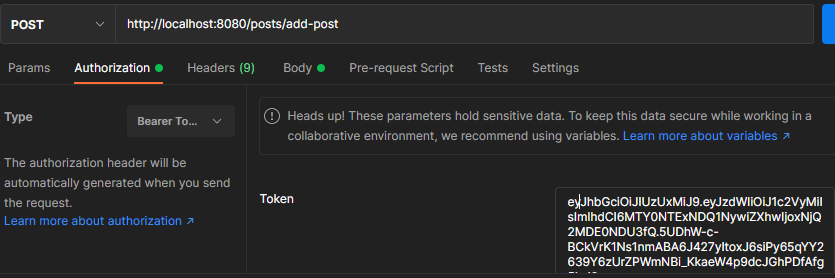 POST
http://localhost:8080/posts/add-post
Params
Authorization
Headers (9)
Body
Pre-request Script
Tests
Settings
Type
Bearer To...
The authorization header will be
automatically generated when you send
the request.
Learn more about authorization ↗
Heads up! These parameters hold sensitive data. To keep this data secure while working in a
collaborative environment, we recommend using variables. Learn more about variables ↗
Token
eyJhbGciOiJIUzUxMiJ9.eyJzdWIiOiJ1c2VyMiI
sImlhdCI6MTY0NTExNDQ1NywiZXhwIjoxNjQ
2MDE0NDU3fQ.5UDhW-c-
BCkVrK1Ns1nmABA6J427yItoxJ6siPy65qYY2
639Y6zUrZPWmNBi_KkaeW4p9dcJGhPDfAfg